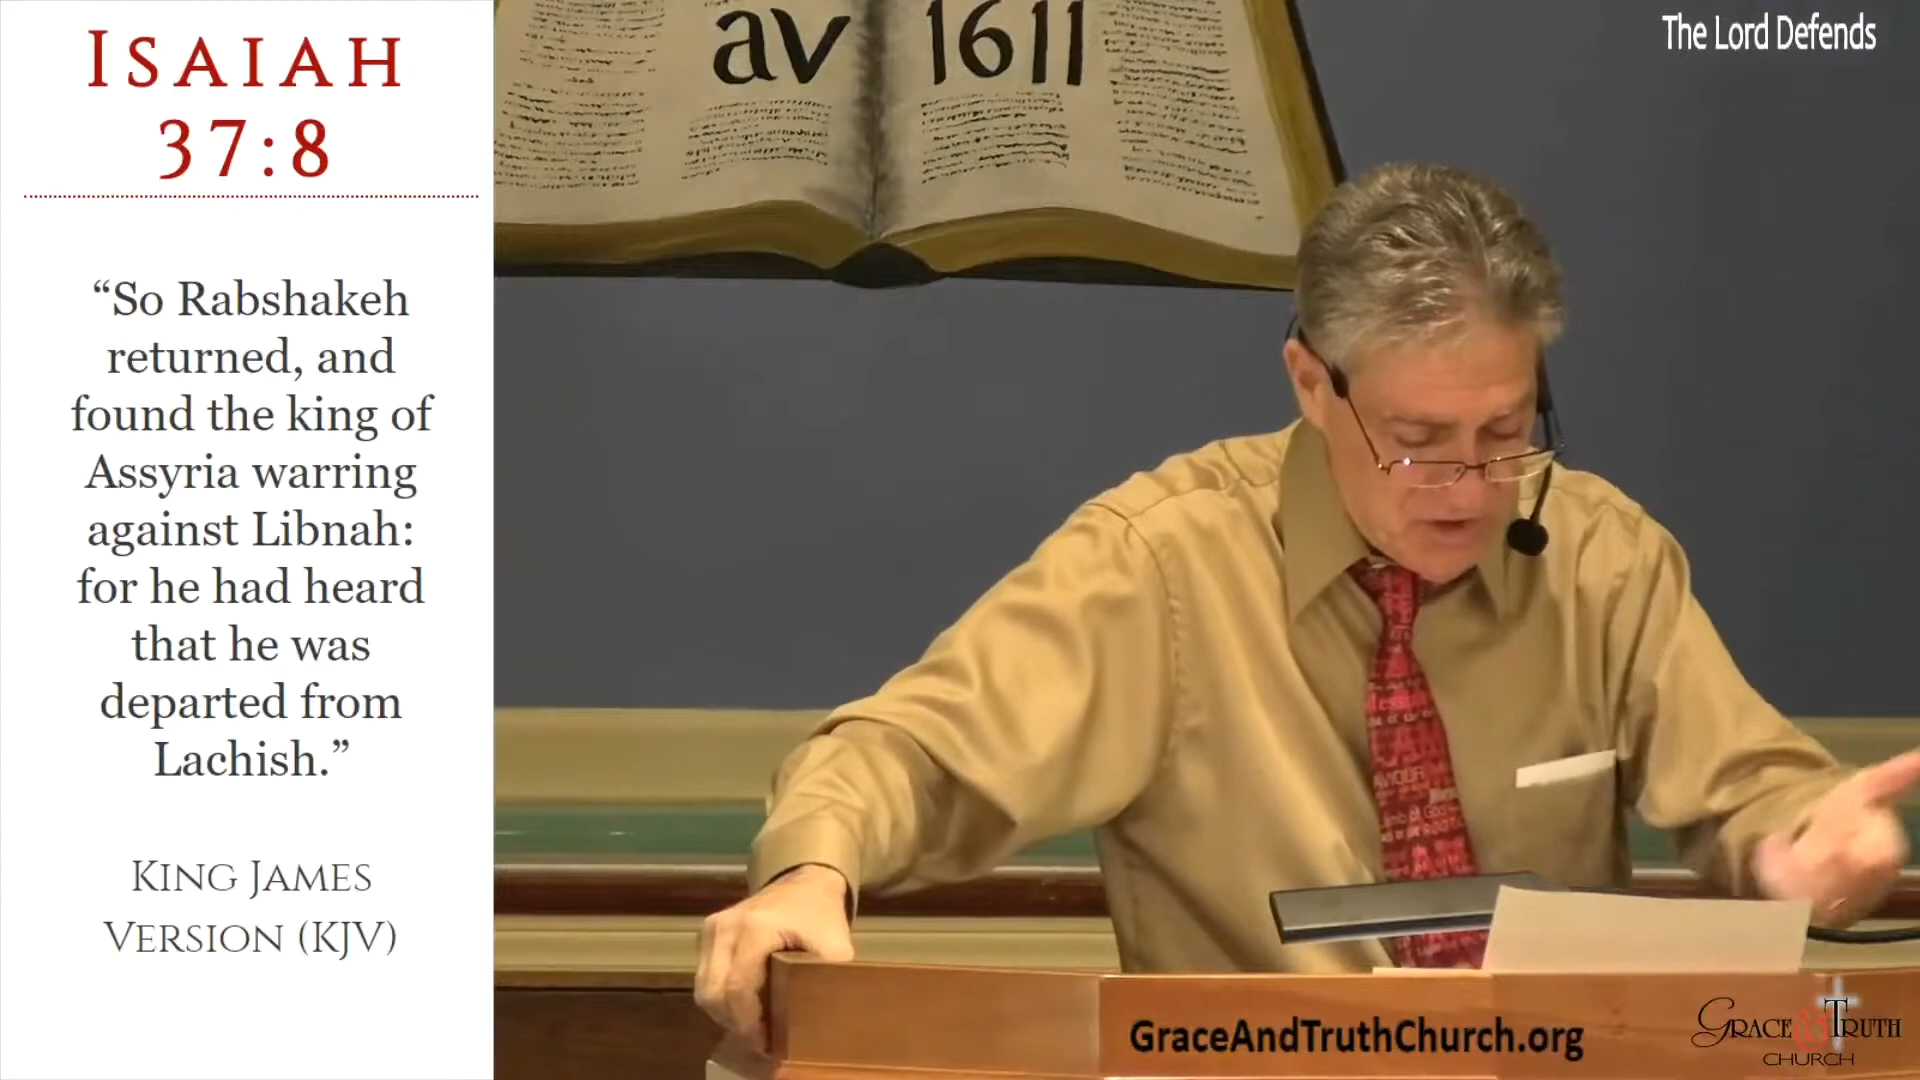 ISAIAH
37:8
“So Rabshakeh
returned, and
found the king of
Assyria warring
against Libnah:
for he had heard
that he was
departed from
Lachish.”
KING JAMES
VERSION (KJV)
av 1611
The Lord Defends
AVIOUR
GraceAndTruthChurch.org
GRACE & TRUTH
CHURCH